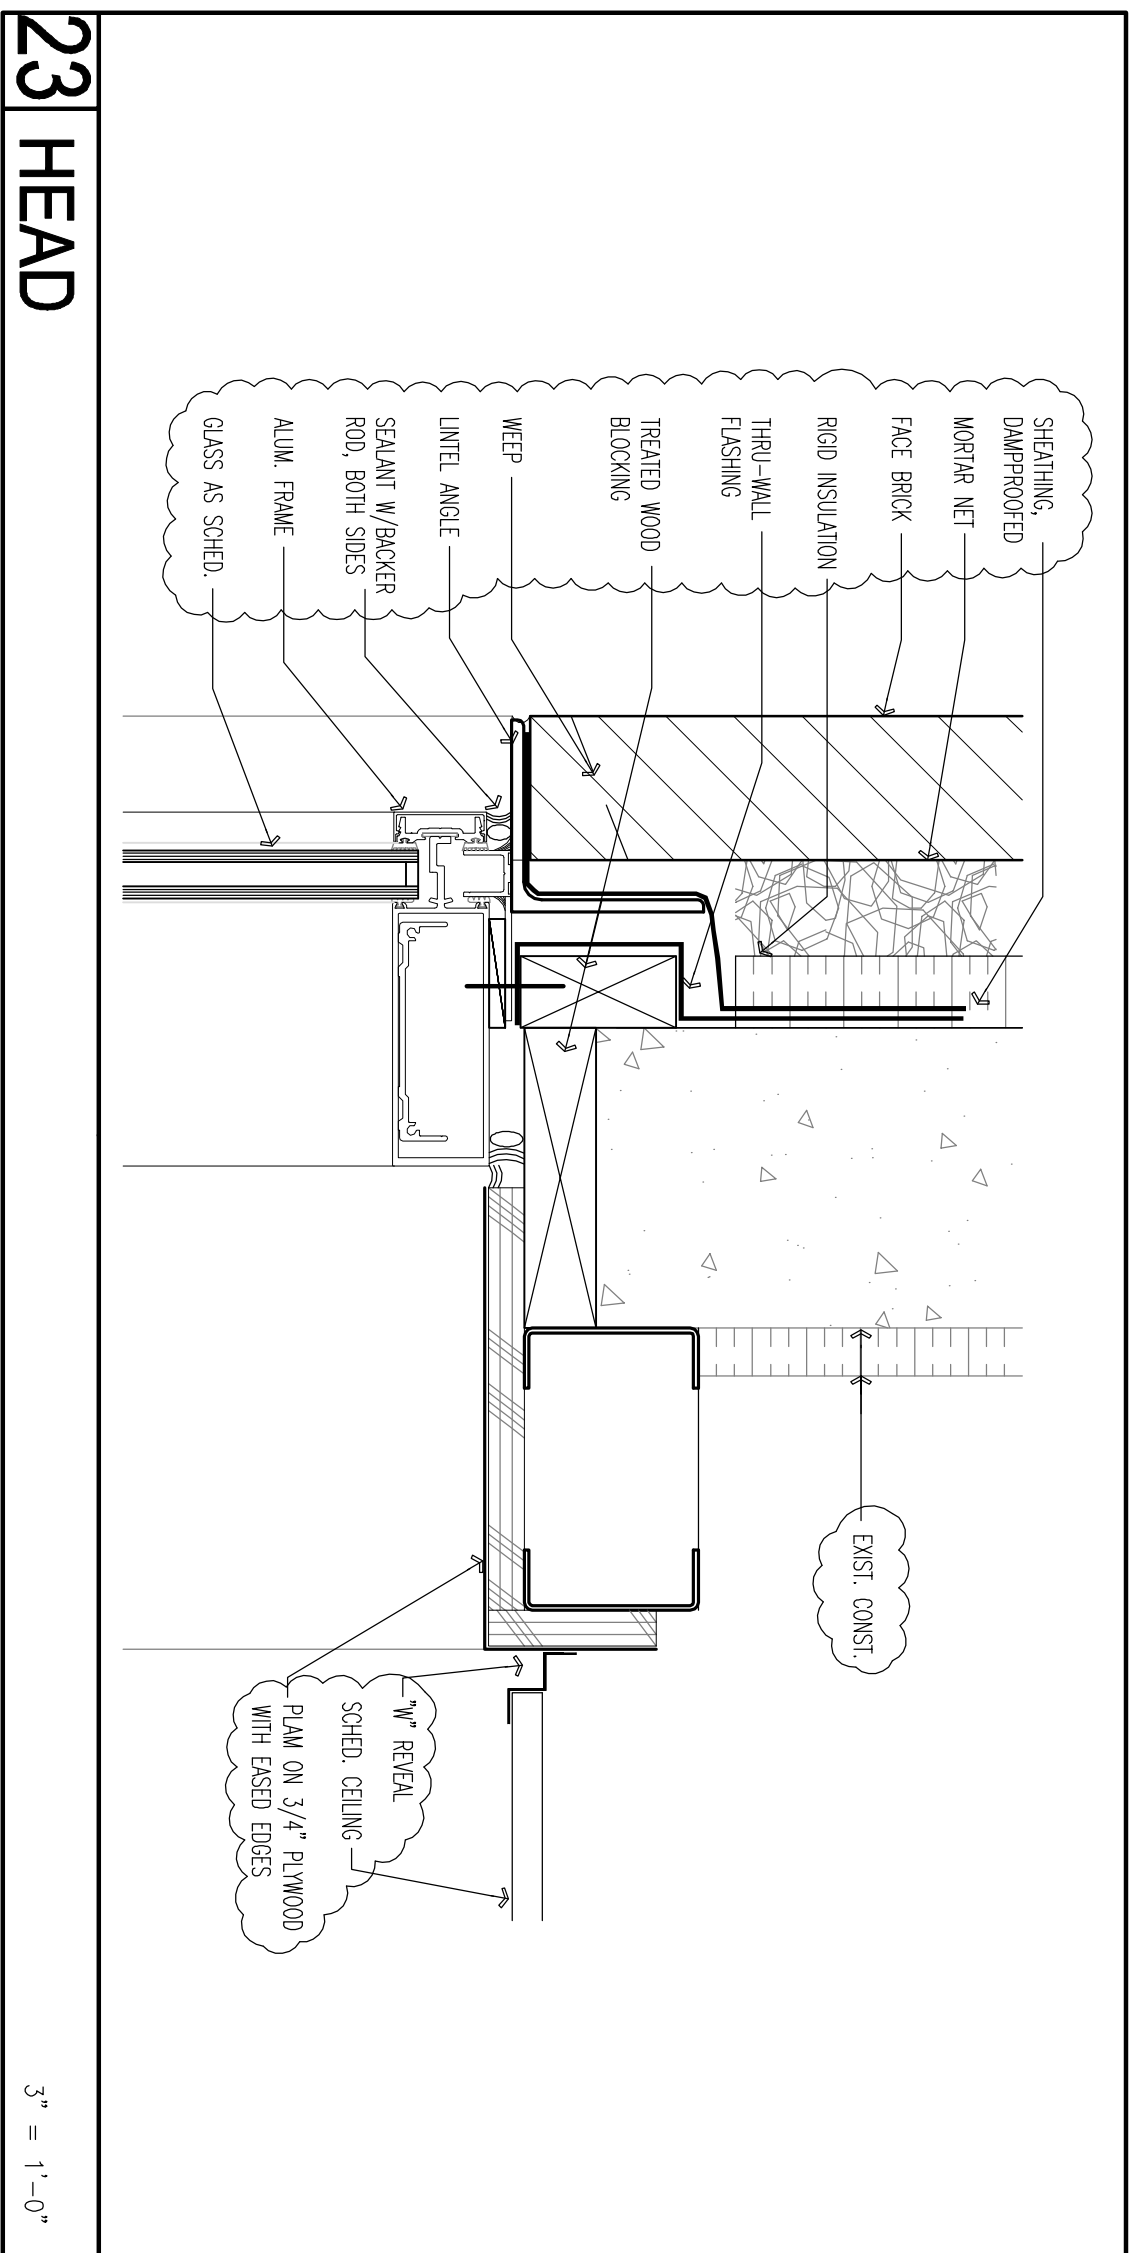 SHEATHING,
DAMPPROOFED
MORTAR NET
FACE BRICK
RIGID INSULATION
THRU-WALL
FLASHING
TREATED WOOD
BLOCKING
WEEP
LINTEL ANGLE
SEALANT W/BACKER
ROD, BOTH SIDES
ALUM. FRAME
GLASS AS SCHED.
EXIST. CONST.
"W" REVEAL
SCHED. CEILING
PLAM ON 3/4" PLYWOOD
WITH EASED EDGES
23 HEAD
3" = 1'-0"